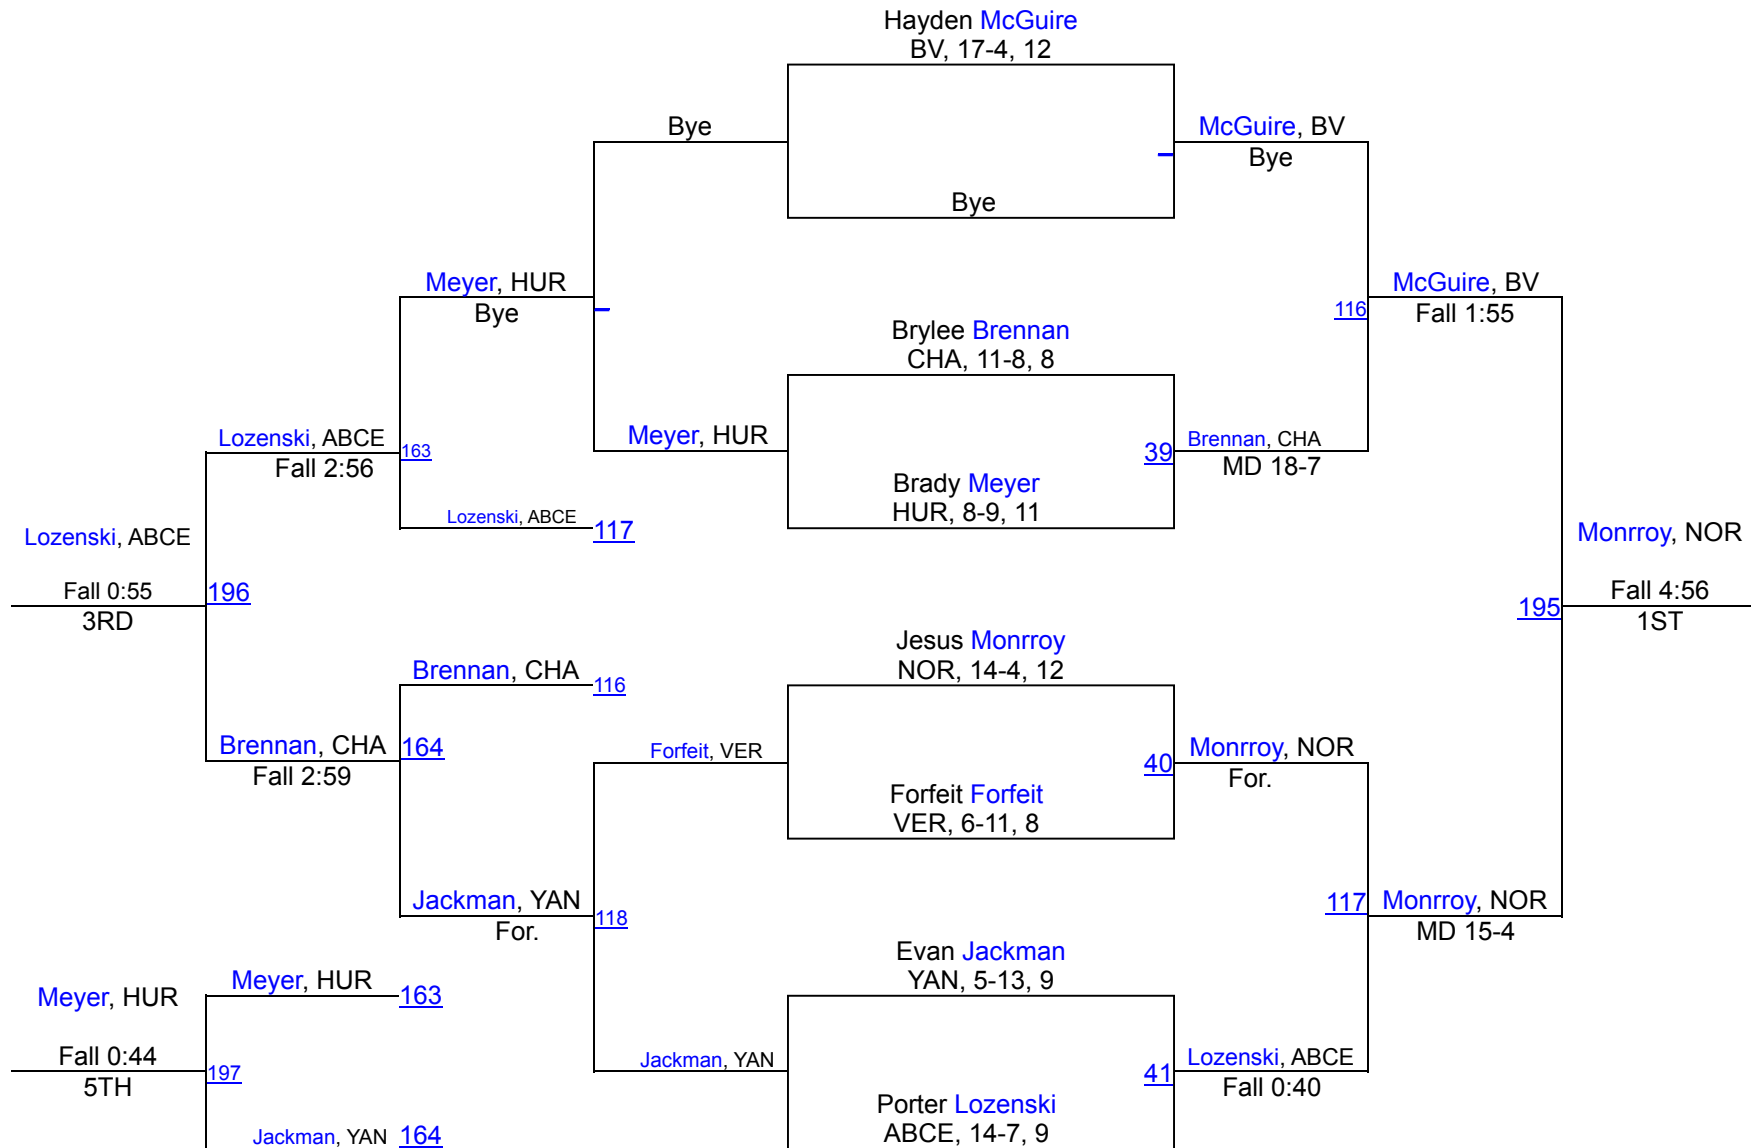 Hayden McGuire
BV, 17-4, 12
Bye
McGuire, BV
Bye
Bye
Meyer, HUR
Bye
McGuire, BV
116
Fall 1:55
Brylee Brennan
CHA, 11-8, 8
Lozenski, ABCE
163
Fall 2:56
Meyer, HUR
39
Brennan, CHA
MD 18-7
Brady Meyer
HUR, 8-9, 11
Lozenski, ABCE
117
Lozenski, ABCE
Monrroy, NOR
Fall 0:55
196
3RD
195
Fall 4:56
1ST
Jesus Monrroy
NOR, 14-4, 12
Brennan, CHA
116
Brennan, CHA
164
Fall 2:59
Forfeit, VER
40
Monrroy, NOR
For.
Forfeit Forfeit
VER, 6-11, 8
Jackman, YAN
118
For.
117
Monrroy, NOR
MD 15-4
Evan Jackman
YAN, 5-13, 9
Meyer, HUR
Meyer, HUR
163
Fall 0:44
197
5TH
Jackman, YAN
41
Lozenski, ABCE
Fall 0:40
Porter Lozenski
ABCE, 14-7, 9
Jackman, YAN
164